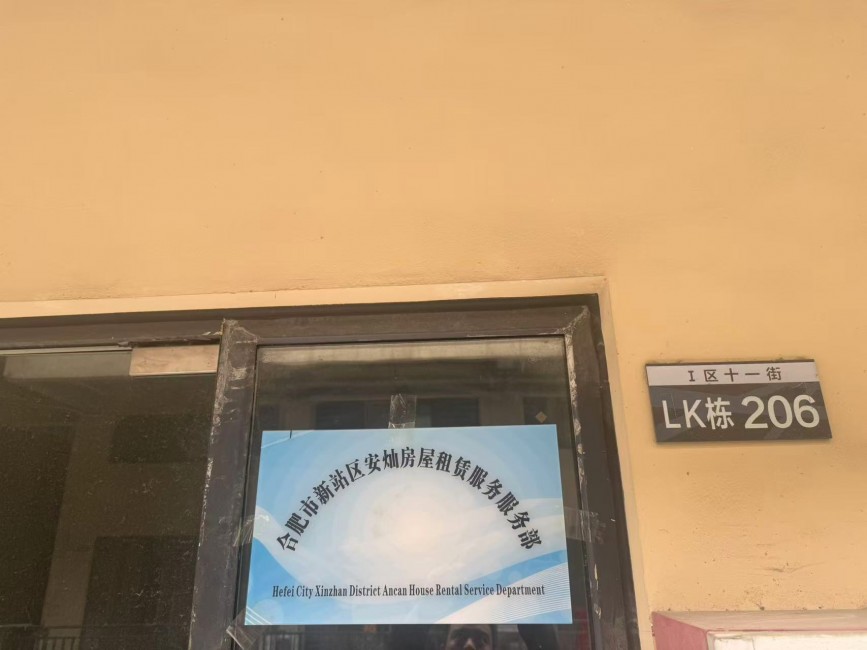 I区十一街
LK栋 206
合肥市新站区安灿房屋租赁服务服务部
Hefei City Xinzhan District Ancan House Rental Service Department